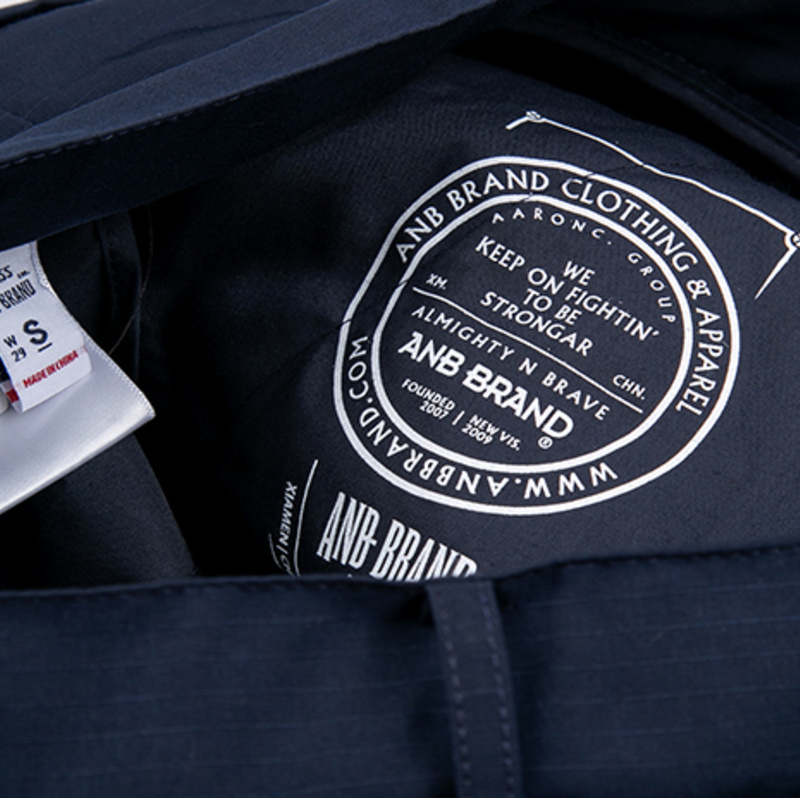 ANB BRAND CLOTHING & APPAREL
AARONC. GROUP
WE
KEEP ON FIGHTIN'
TO BE
STRONGAR
XM.
CHN.
ALMIGHTY N BRAVE
ANB BRAND
®
FOUNDED
2007
NEW VIS.
2009
WWW.ANBBRAND.COM
ANB BRAND
XIAMEN
BRAND
W
29
S
MADE IN CHINA